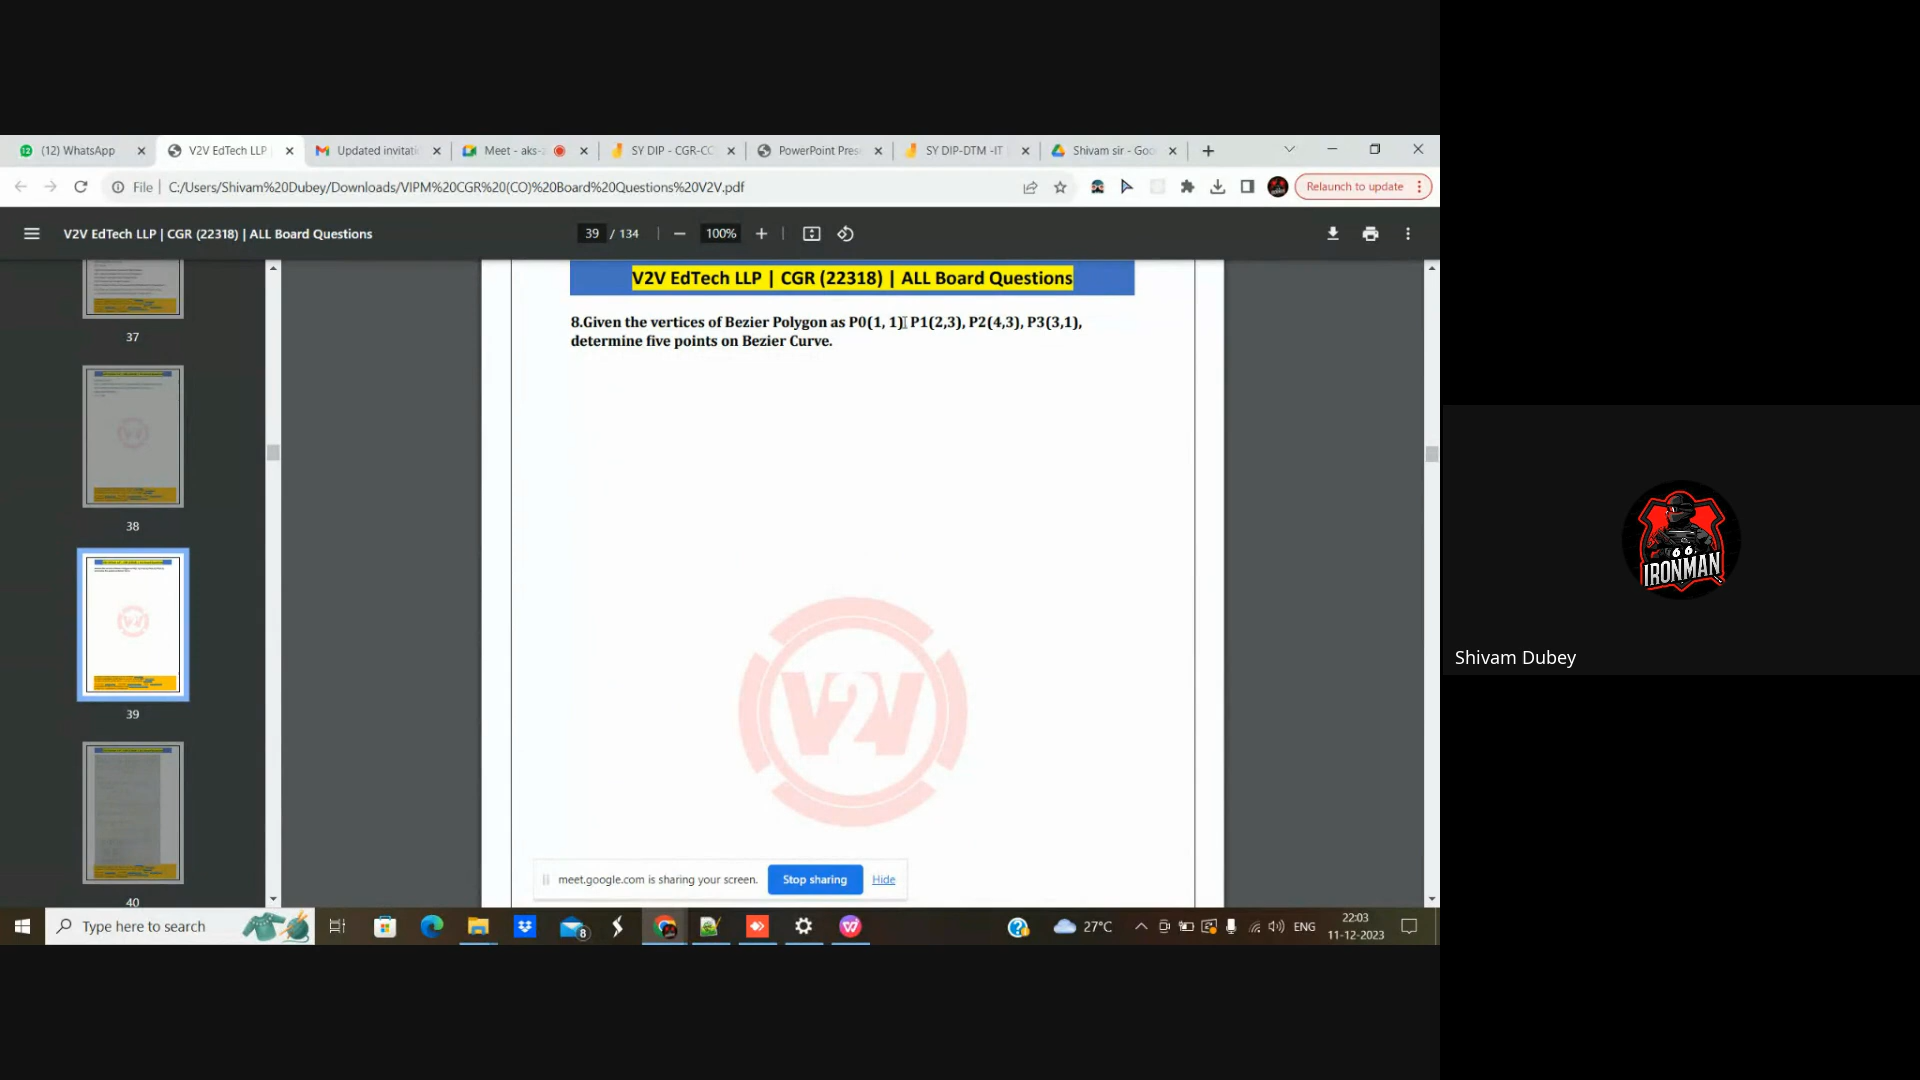 (12) WhatsApp
V2V EdTech LLP
Updated invitati
Meet - aks-
SY DIP - CGR-CC
PowerPoint Pres
SY DIP-DTM -IT
Shivam sir - Goo
File
C:/Users/Shivam%20Dubey/Downloads/VIPM%20CGR%20(CO)%20Board%20Questions%20V2V.pdf
Relaunch to update
V2V EdTech LLP | CGR (22318) | ALL Board Questions
39 / 134
100%
37
38
39
40
V2V EdTech LLP | CGR (22318) | ALL Board Questions
8.Given the vertices of Bezier Polygon as P0(1, 1), P1(2,3), P2(4,3), P3(3,1),
determine five points on Bezier Curve.
V2V
meet.google.com is sharing your screen.
Stop sharing
Hide
66
IRONMAN
Shivam Dubey
Type here to search
8
27°C
ENG
22:03
11-12-2023